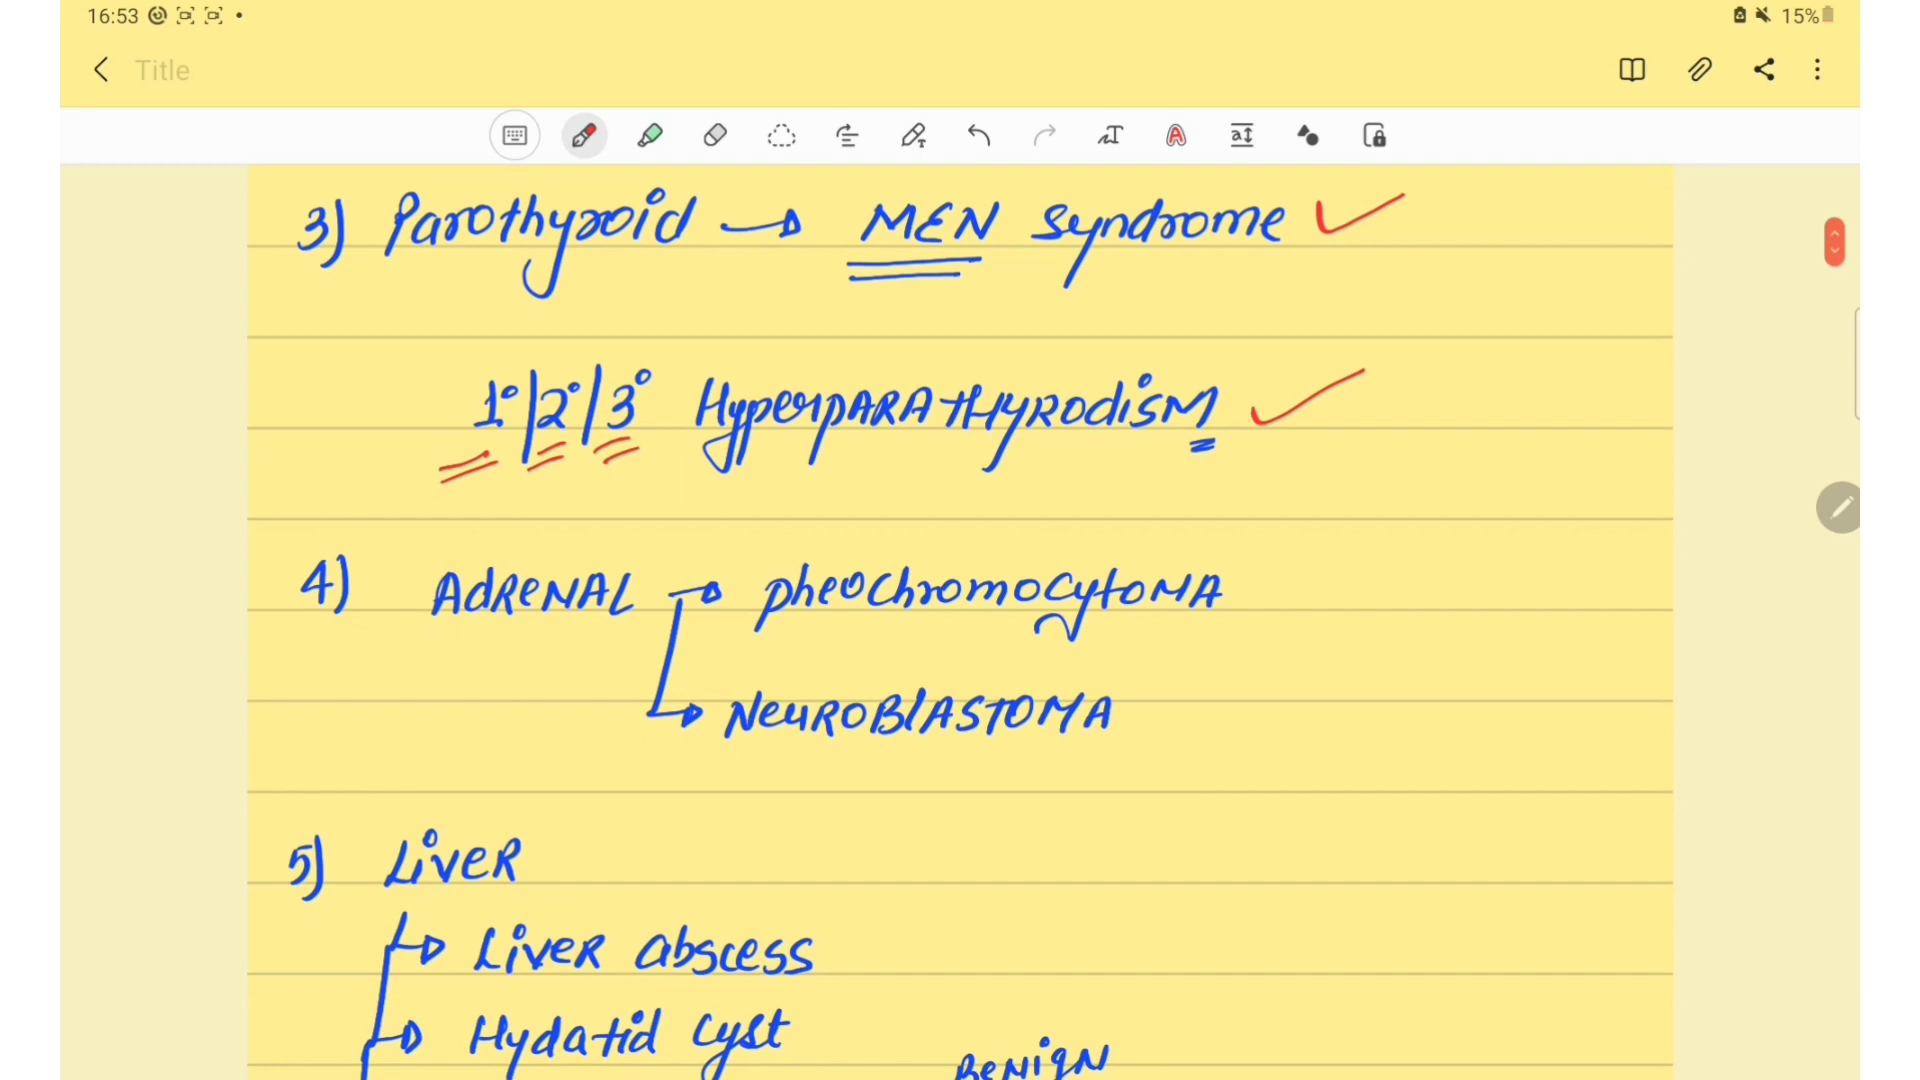 16:53
15%
Title
3) Parothyroid → MEN Syndrome ✓
1°/2°/3° HyperpARAtHyRodisM ✓
4) AdReNAL → pheochromocytoMA
→ NeuROBlASTOMA
5) LiveR
→ LiveR abscess
→ Hydatid Cyst
BeNigN